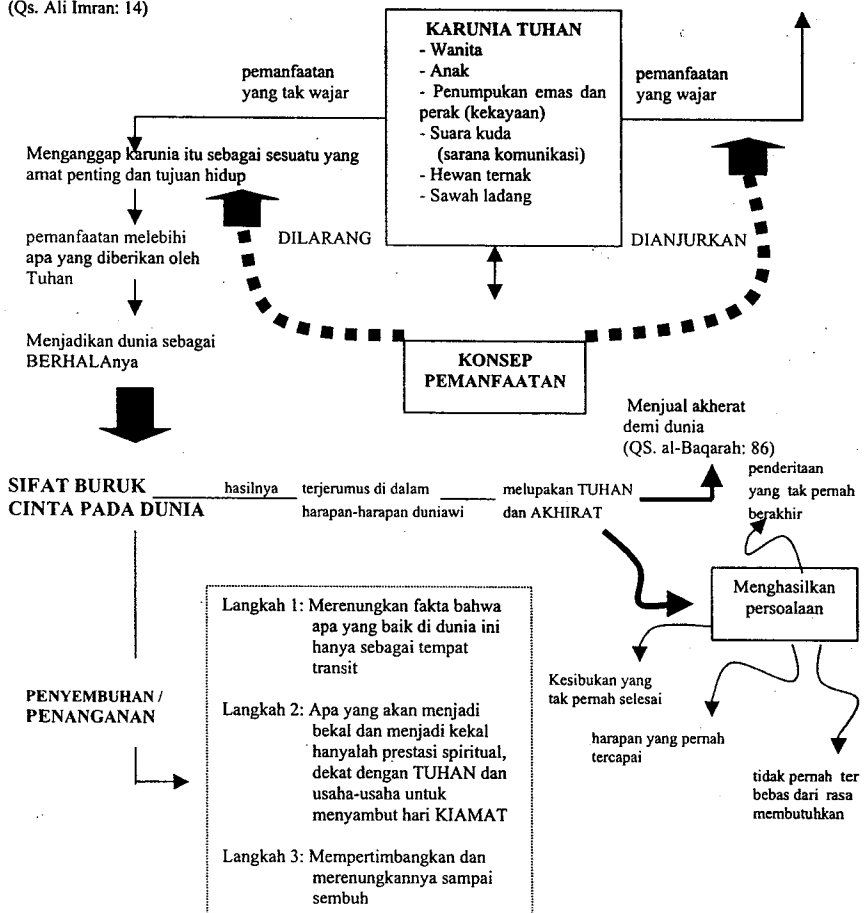 (Qs. Ali Imran: 14)
KARUNIA TUHAN
- Wanita
- Anak
- Penumpukan emas dan
perak (kekayaan)
- Suara kuda
(sarana komunikasi)
- Hewan ternak
- Sawah ladang
pemanfaatan
yang tak wajar
pemanfaatan
yang wajar
Menganggap karunia itu sebagai sesuatu yang
amat penting dan tujuan hidup
pemanfaatan melebihi
apa yang diberikan oleh
Tuhan
DILARANG
DIANJURKAN
Menjadikan dunia sebagai
BERHALAnya
KONSEP
PEMANFAATAN
Menjual akherat
demi dunia
(QS. al-Baqarah: 86)
SIFAT BURUK
CINTA PADA DUNIA
hasilnya
terjerumus di dalam
harapan-harapan duniawi
melupakan TUHAN
dan AKHIRAT
penderitaan
yang tak pernah
berakhir
Menghasilkan
persoalaan
Kesibukan yang
tak pernah selesai
harapan yang pernah
tercapai
tidak pernah ter
bebas dari rasa
membutuhkan
PENYEMBUHAN /
PENANGANAN
Langkah 1: Merenungkan fakta bahwa
apa yang baik di dunia ini
hanya sebagai tempat
transit
Langkah 2: Apa yang akan menjadi
bekal dan menjadi kekal
hanyalah prestasi spiritual,
dekat dengan TUHAN dan
usaha-usaha untuk
menyambut hari KIAMAT
Langkah 3: Mempertimbangkan dan
merenungkannya sampai
sembuh